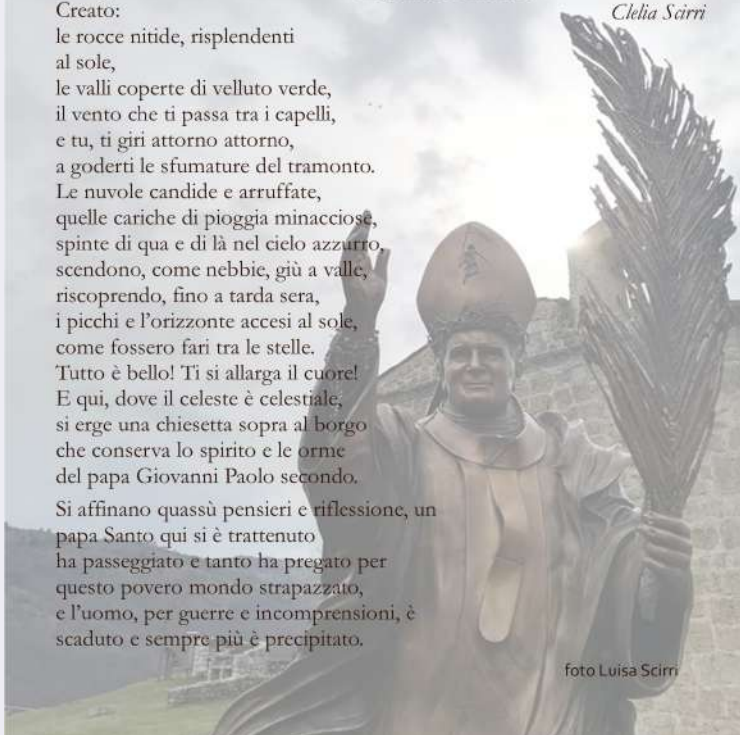 Clelia Scirri
Creato:
le rocce nitide, risplendenti
al sole,
le valli coperte di velluto verde,
il vento che ti passa tra i capelli,
e tu, ti giri attorno attorno,
a goderti le sfumature del tramonto.
Le nuvole candide e arruffate,
quelle cariche di pioggia minacciose,
spinte di qua e di là nel cielo azzurro,
scendono, come nebbie, giù a valle,
riscoprendo, fino a tarda sera,
i picchi e l’orizzonte accesi al sole,
come fossero fari tra le stelle.
Tutto è bello! Ti si allarga il cuore!
E qui, dove il celeste è celestiale,
si erge una chiesetta sopra al borgo
che conserva lo spirito e le orme
del papa Giovanni Paolo secondo.
Si affinano quassù pensieri e riflessione, un
papa Santo qui si è trattenuto
ha passeggiato e tanto ha pregato per
questo povero mondo strapazzato,
e l’uomo, per guerre e incomprensioni, è
scaduto e sempre più è precipitato.
foto Luisa Scirri